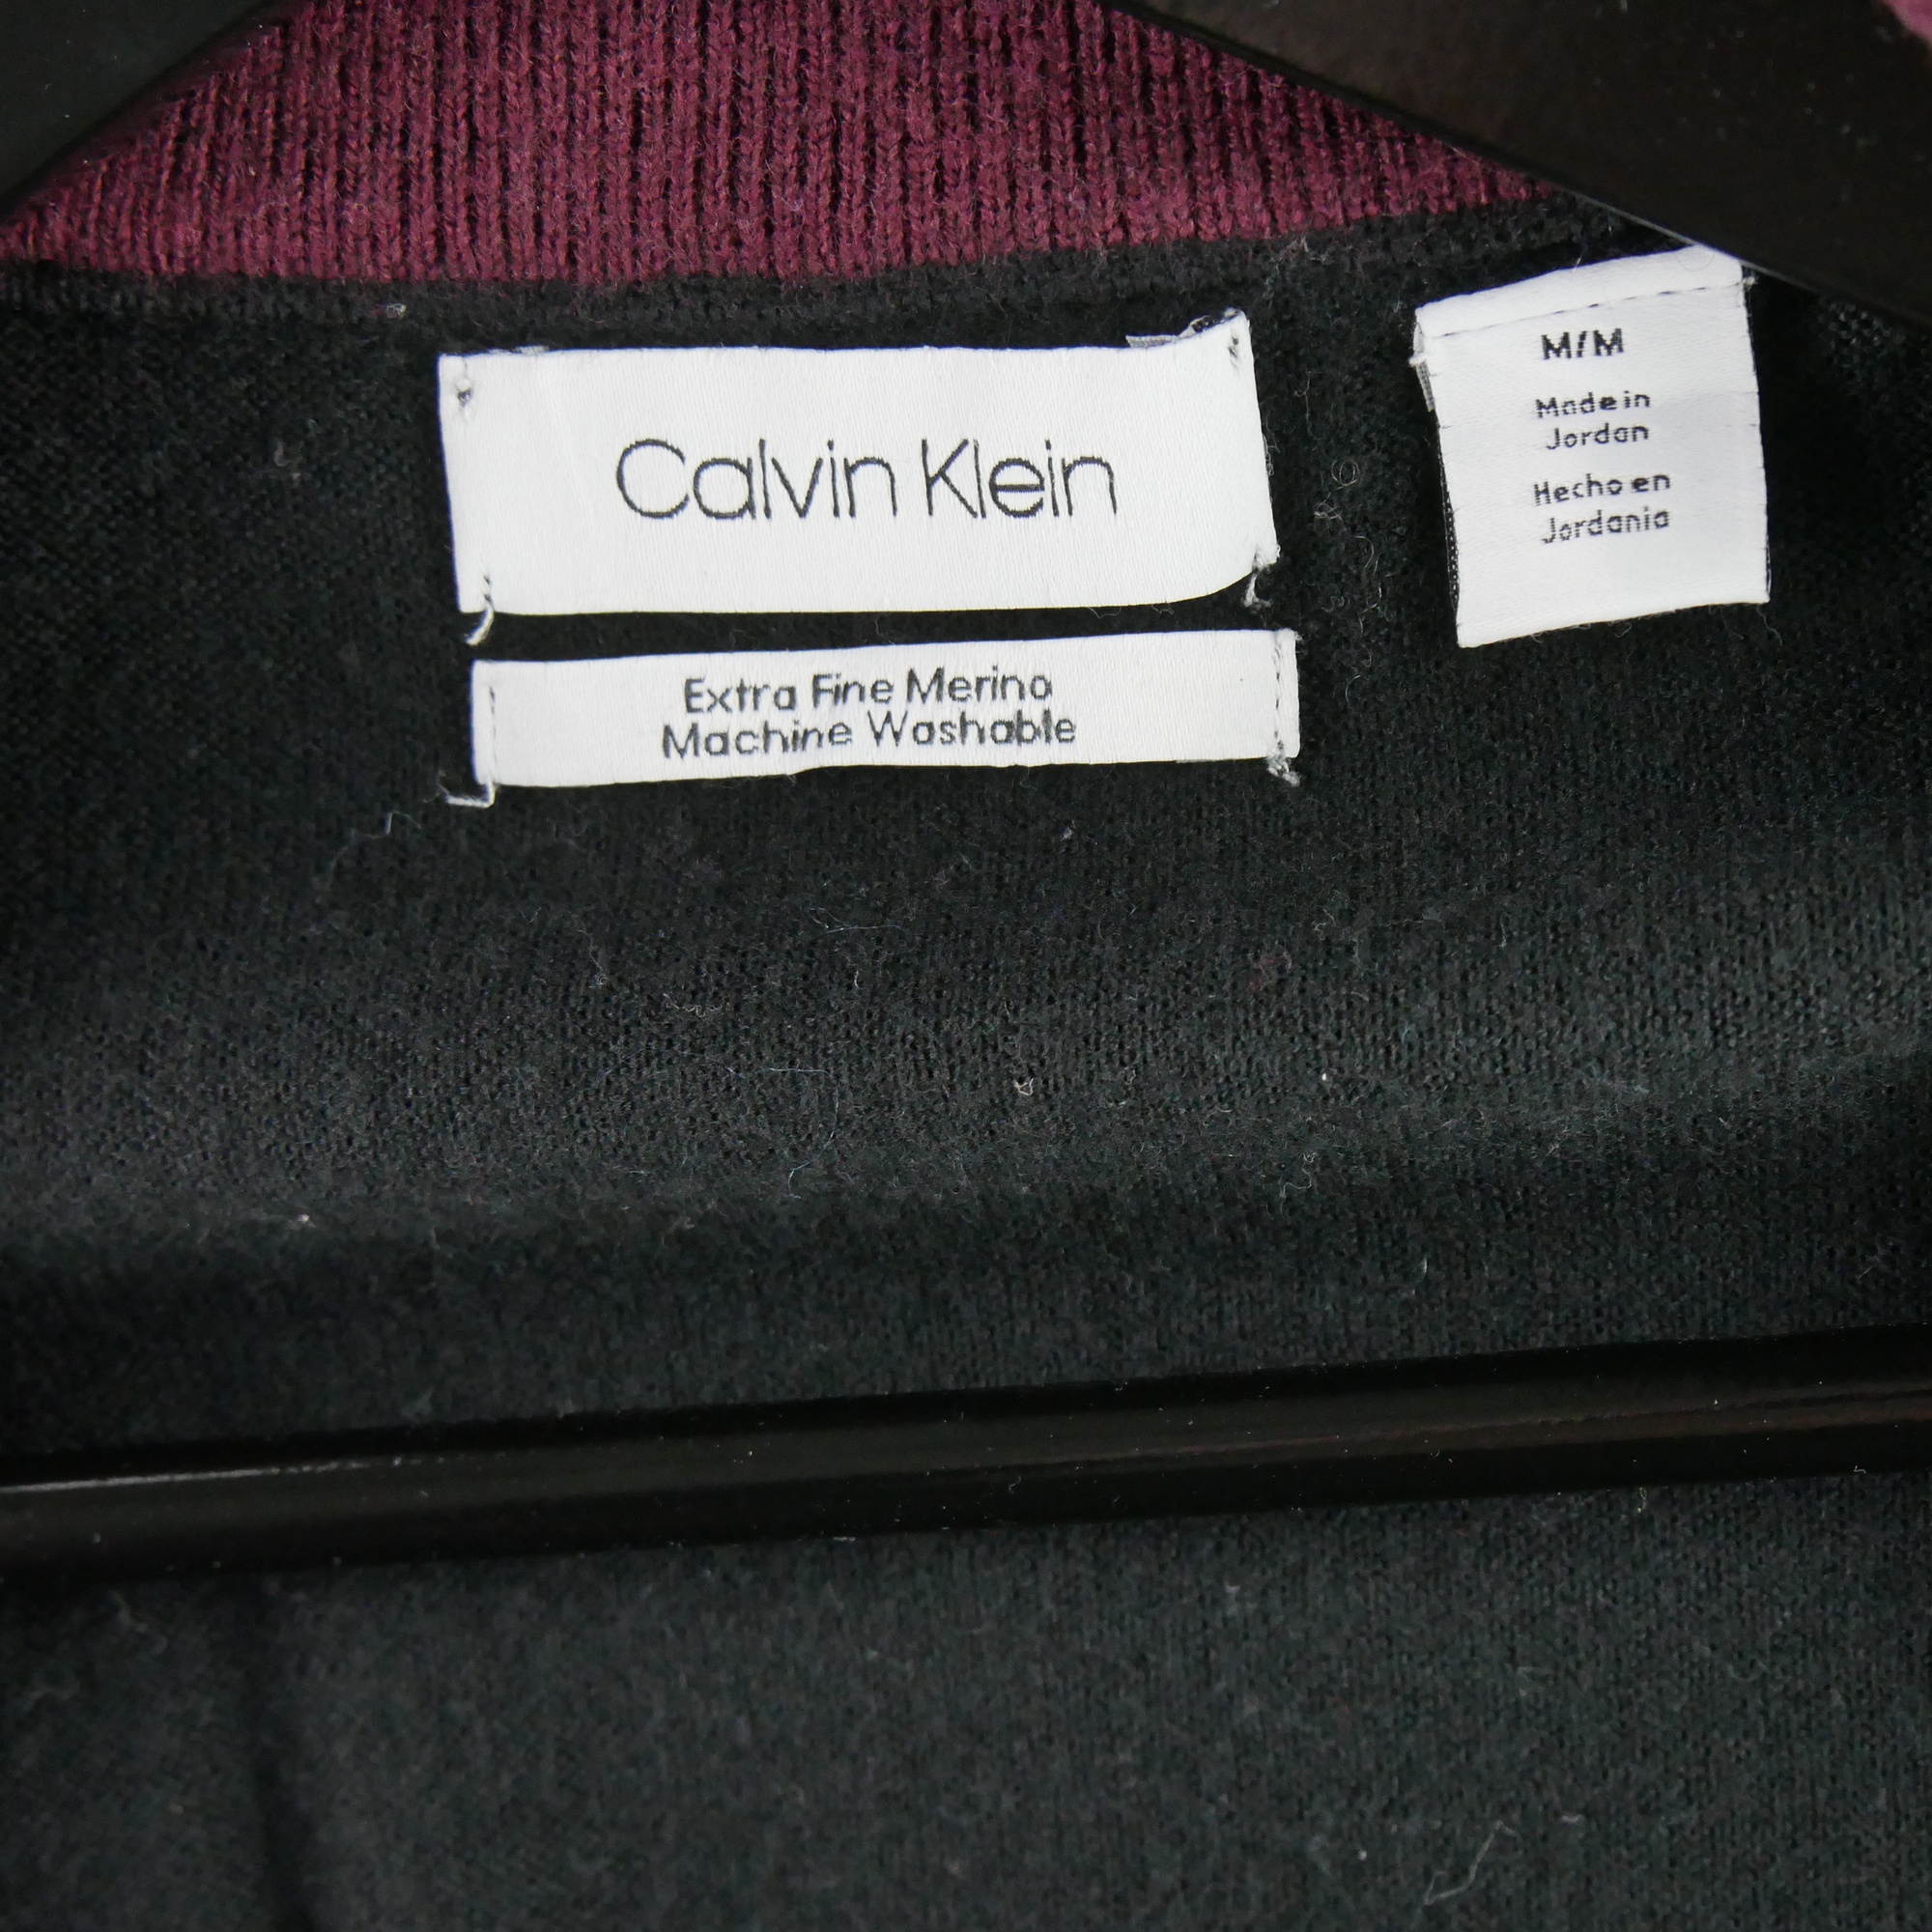 Calvin Klein
Extra Fine Merino
Machine Washable
M/M
Made in
Jordan
Hecho en
Jordania